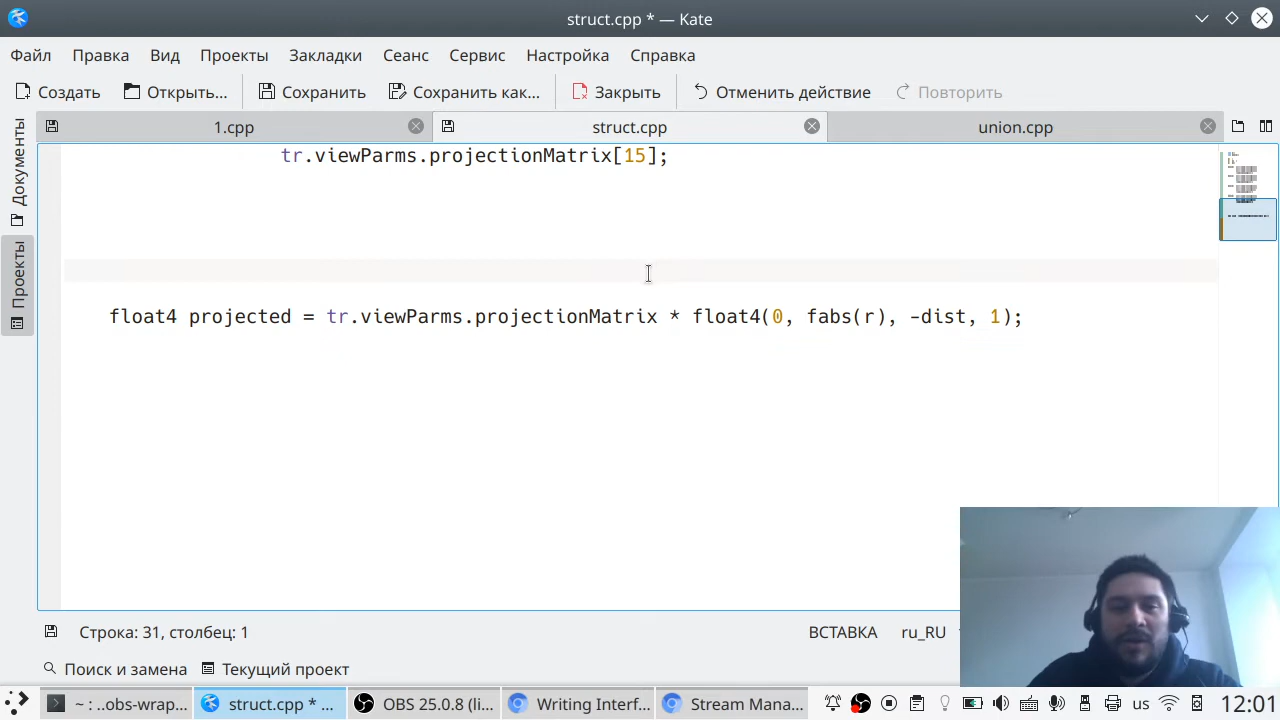 struct.cpp * — Kate
Файл Правка Вид Проекты Закладки Сеанс Сервис Настройка Справка
Создать Открыть... Сохранить Сохранить как... Закрыть Отменить действие Повторить
1.cpp struct.cpp union.cpp
Документы
Проекты
tr.viewParms.projectionMatrix[15];
float4 projected = tr.viewParms.projectionMatrix * float4(0, fabs(r), -dist, 1);
Строка: 31, столбец: 1 ВСТАВКА ru_RU
Поиск и замена Текущий проект
~ : ..obs-wrap... struct.cpp * ... OBS 25.0.8 (li... Writing Interf... Stream Mana... us 12:01